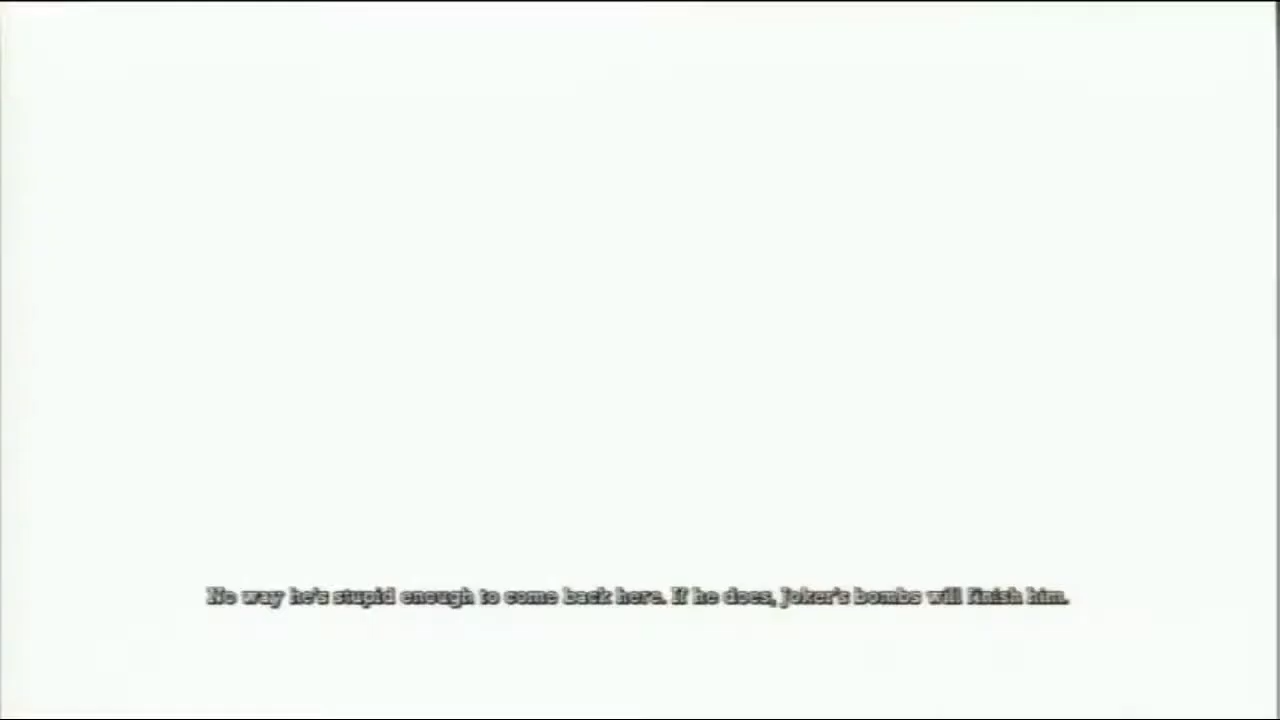 No way he's stupid enough to come back here. If he does, Joker's bombs will finish him.